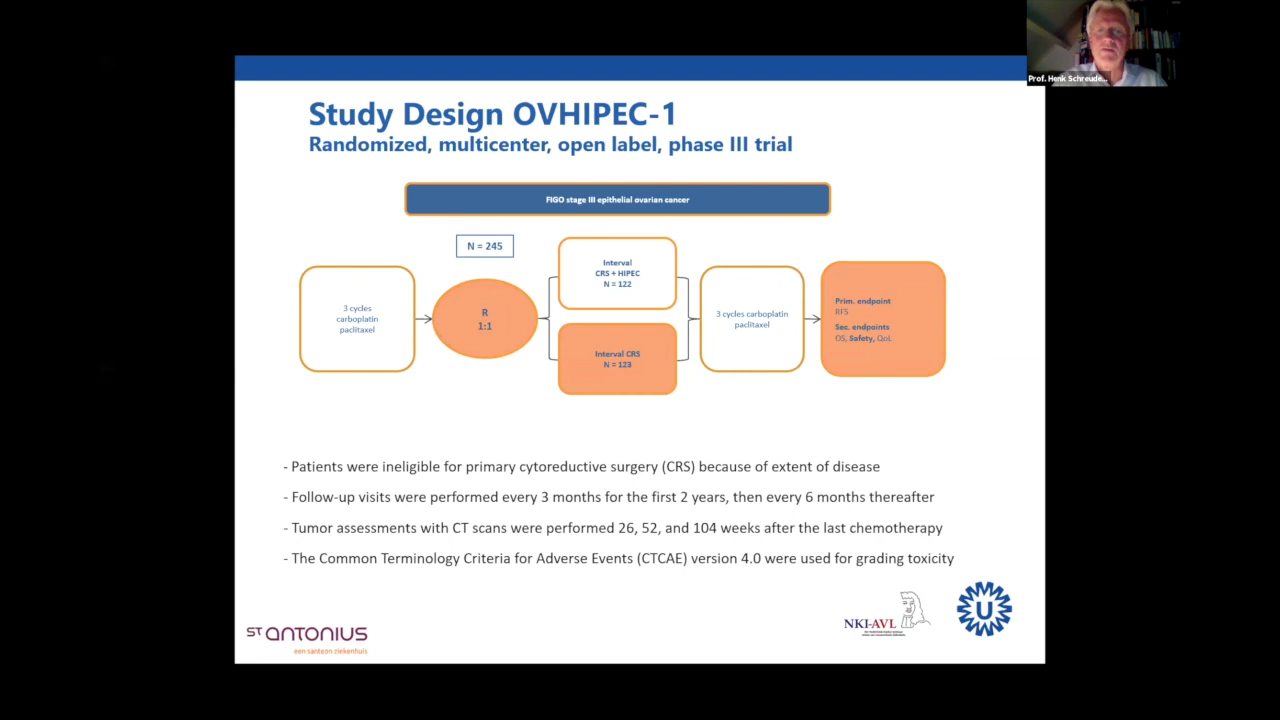 Prof. Henk Schreude...
Study Design OVHIPEC-1
Randomized, multicenter, open label, phase III trial
FIGO stage III epithelial ovarian cancer
N = 245
3 cycles
carboplatin
paclitaxel
R
1:1
Interval
CRS + HIPEC
N = 122
Interval CRS
N = 123
3 cycles carboplatin
paclitaxel
Prim. endpoint
RFS
Sec. endpoints
OS, Safety, QoL
- Patients were ineligible for primary cytoreductive surgery (CRS) because of extent of disease
- Follow-up visits were performed every 3 months for the first 2 years, then every 6 months thereafter
- Tumor assessments with CT scans were performed 26, 52, and 104 weeks after the last chemotherapy
- The Common Terminology Criteria for Adverse Events (CTCAE) version 4.0 were used for grading toxicity
ST ANTONIUS
een santeon ziekenhuis
NKI-AVL
U